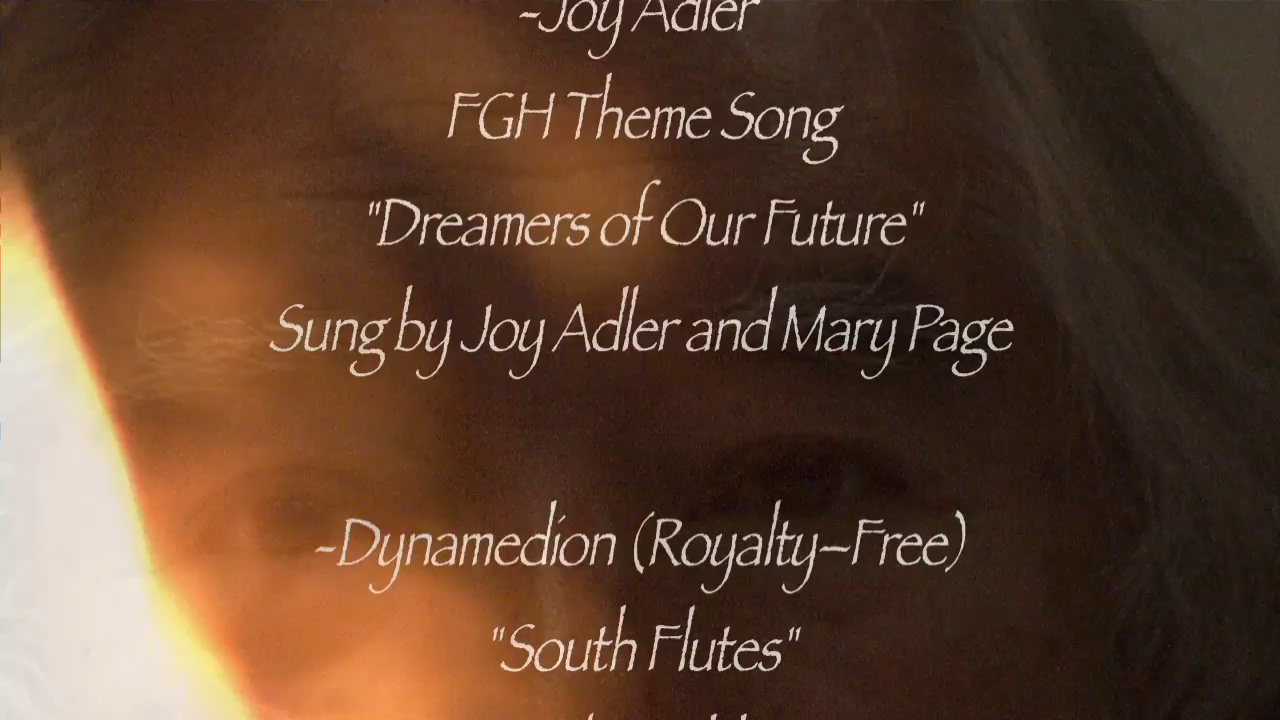 -Joy Adler
FGH Theme Song
"Dreamers of Our Future"
Sung by Joy Adler and Mary Page
-Dynamedion (Royalty-Free)
"South Flutes"